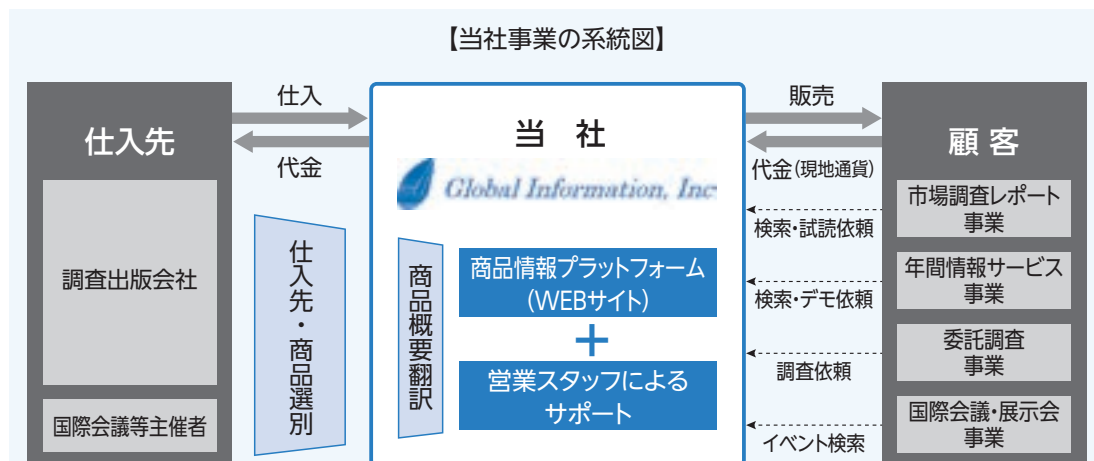 【当社事業の系統図】
仕入先
調査出版会社
国際会議等主催者
仕入
代金
仕入先・商品選別
当 社
Global Information, Inc
商品概要翻訳
商品情報プラットフォーム
(WEBサイト)
+
営業スタッフによる
サポート
販売
代金(現地通貨)
検索・試読依頼
検索・デモ依頼
調査依頼
イベント検索
顧 客
市場調査レポート
事業
年間情報サービス
事業
委託調査
事業
国際会議・展示会
事業